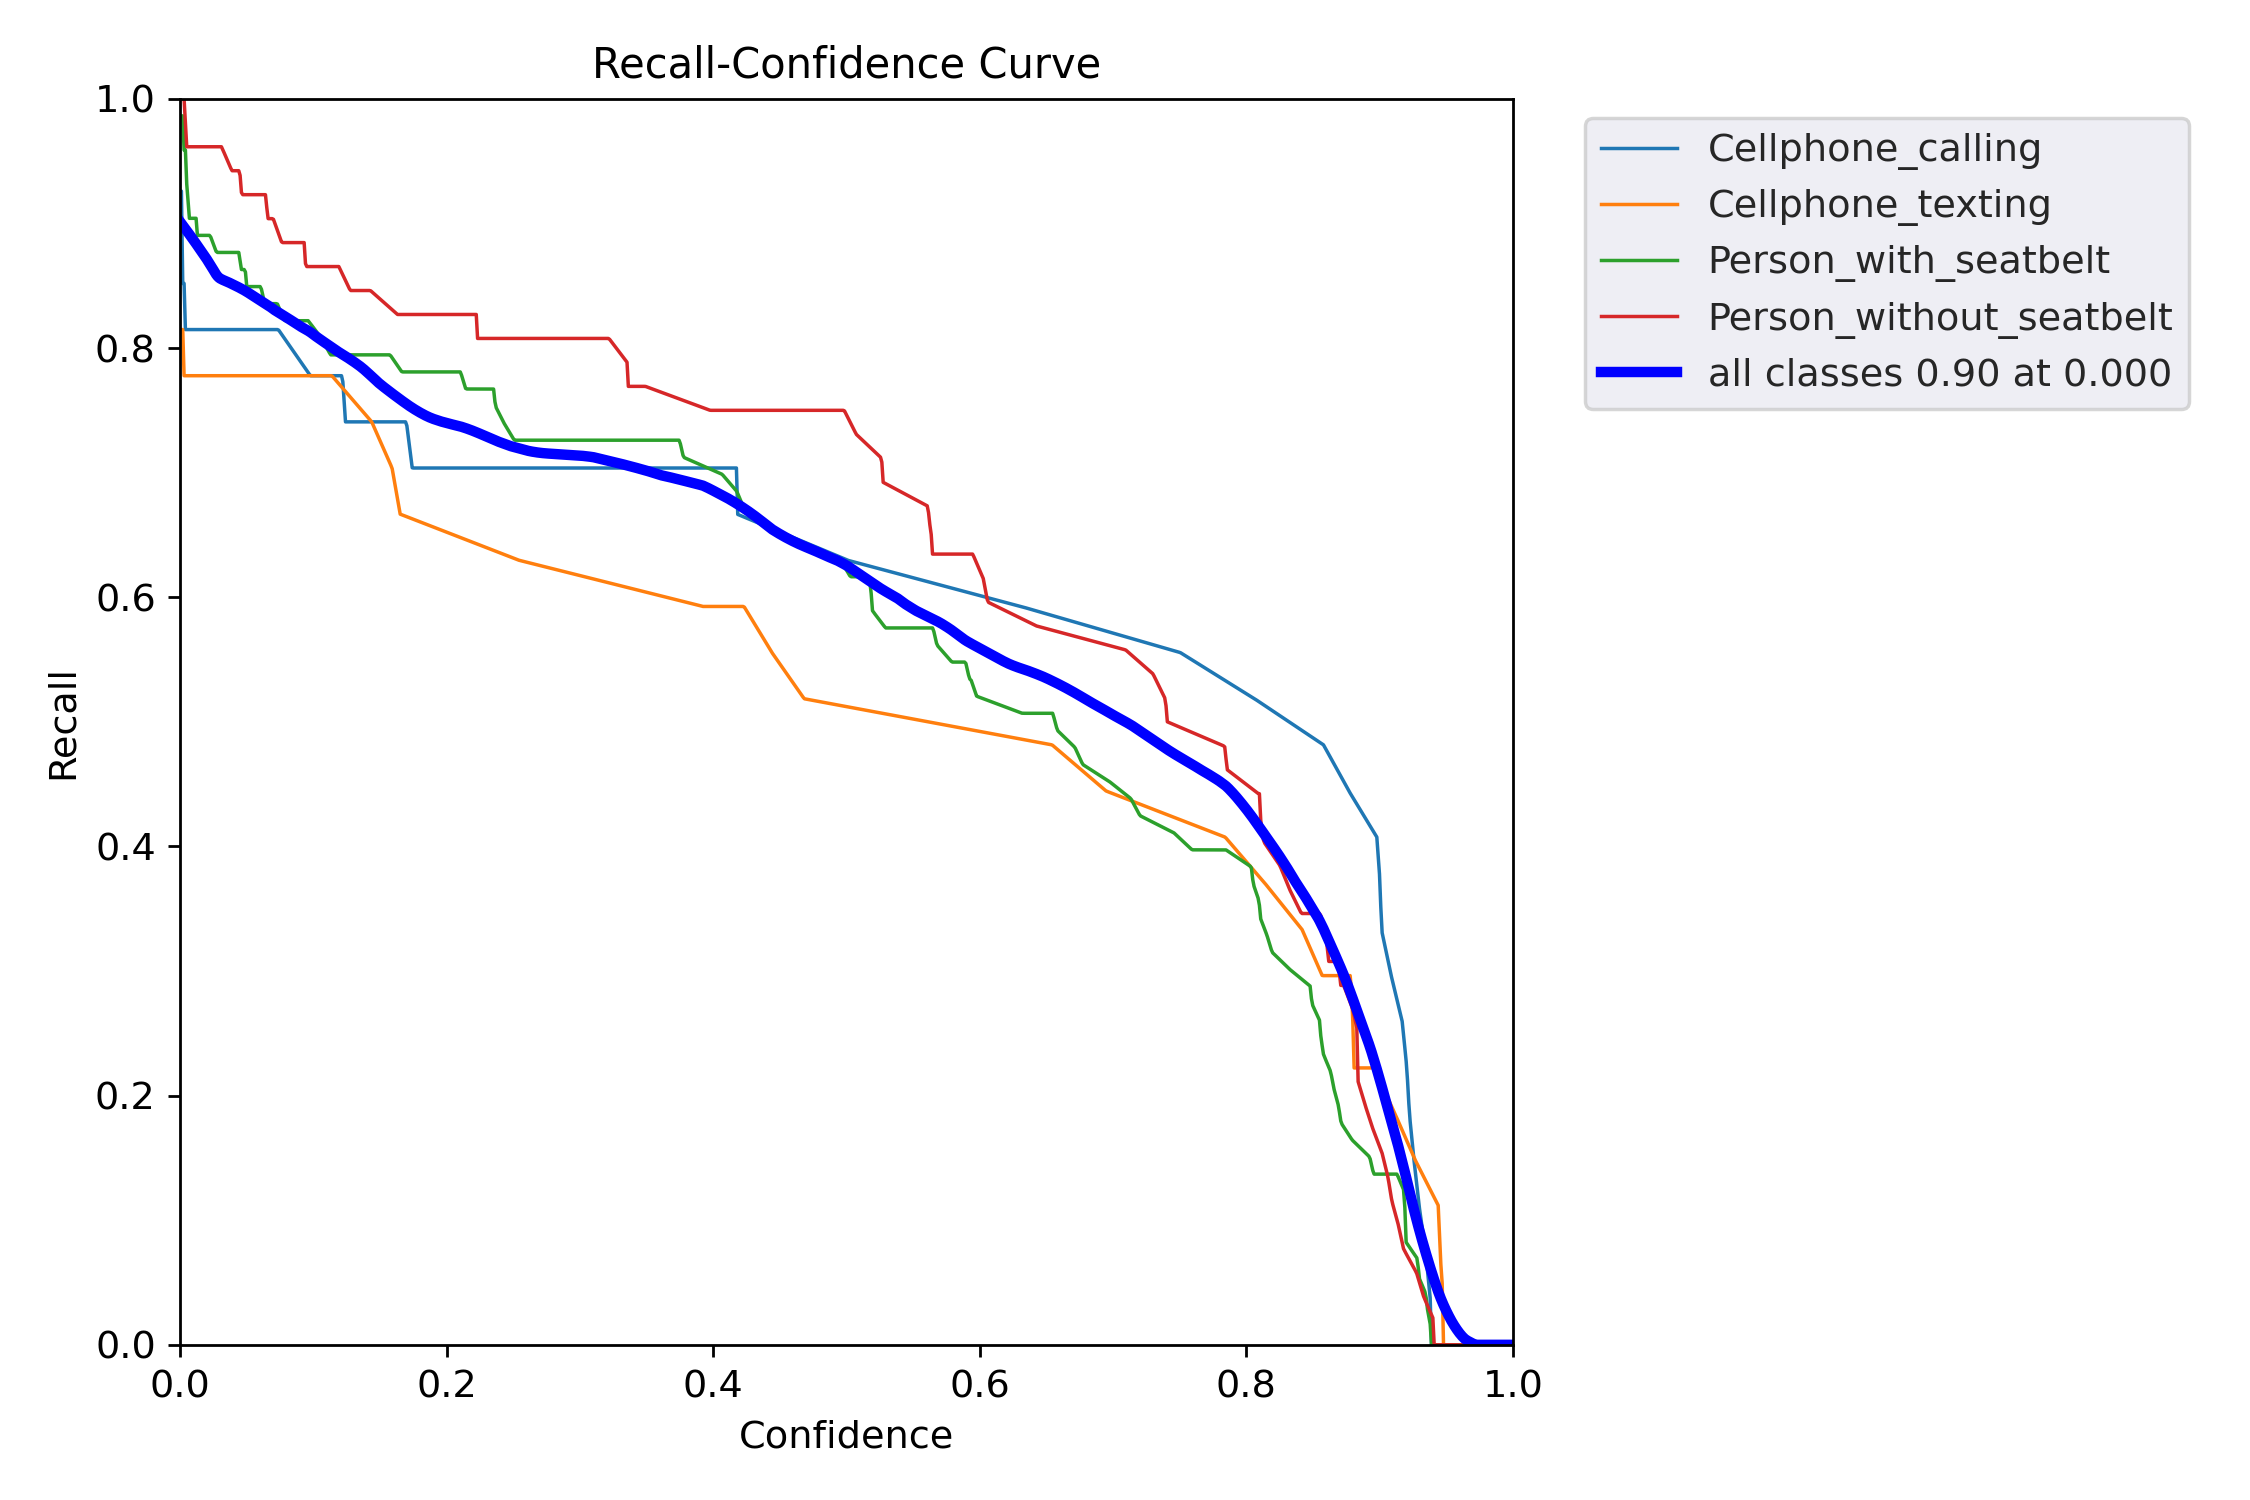 Recall-Confidence Curve
1.0
0.8
0.6
0.4
0.2
0.0
Recall
0.0 0.2 0.4 0.6 0.8 1.0
Confidence
Cellphone_calling
Cellphone_texting
Person_with_seatbelt
Person_without_seatbelt
all classes 0.90 at 0.000